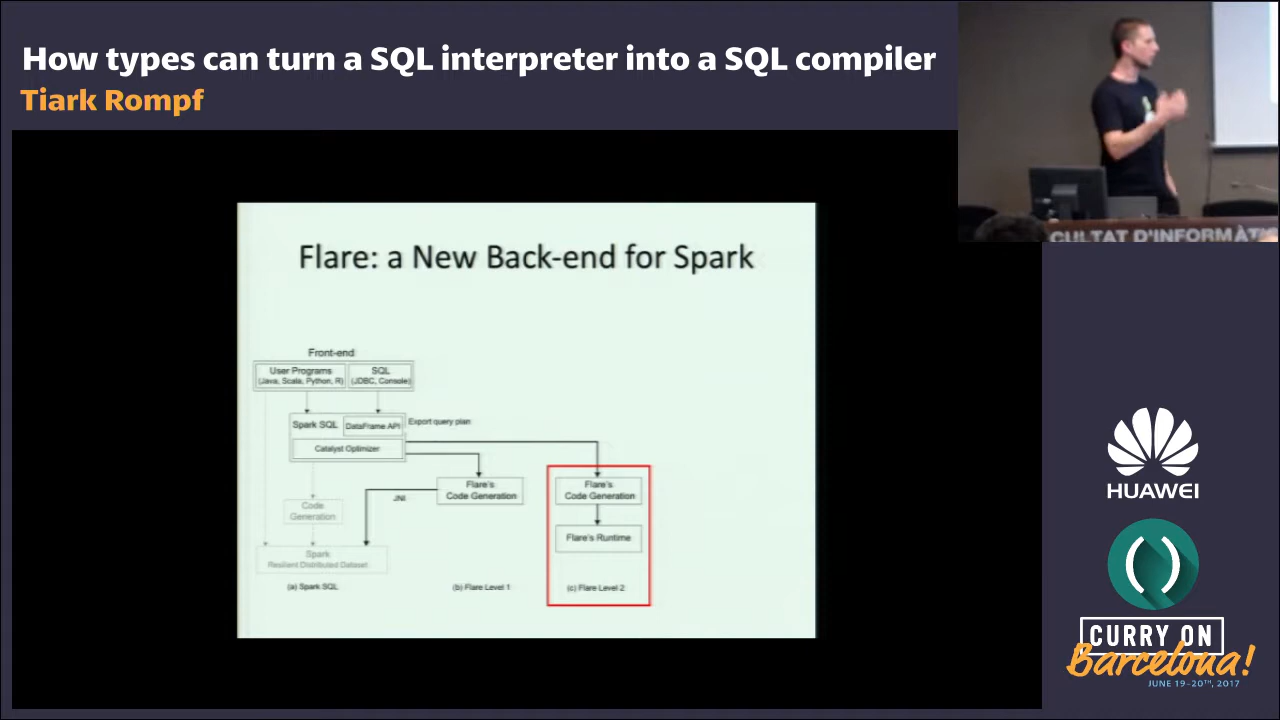 How types can turn a SQL interpreter into a SQL compiler
Tiark Rompf
CULTAT D'INFORMÀTI
Flare: a New Back-end for Spark
Front-end
User Programs
(Java, Scala, Python, R)
SQL
(JDBC, Console)
Spark SQL
DataFrame API
Export query plan
Catalyst Optimizer
Flare's
Code Generation
Flare's
Code Generation
JNI
Code
Generation
Flare's Runtime
Spark
Resilient Distributed Dataset
(a) Spark SQL
(b) Flare Level 1
(c) Flare Level 2
HUAWEI
CURRY ON
Barcelona!
JUNE 19-20TH, 2017